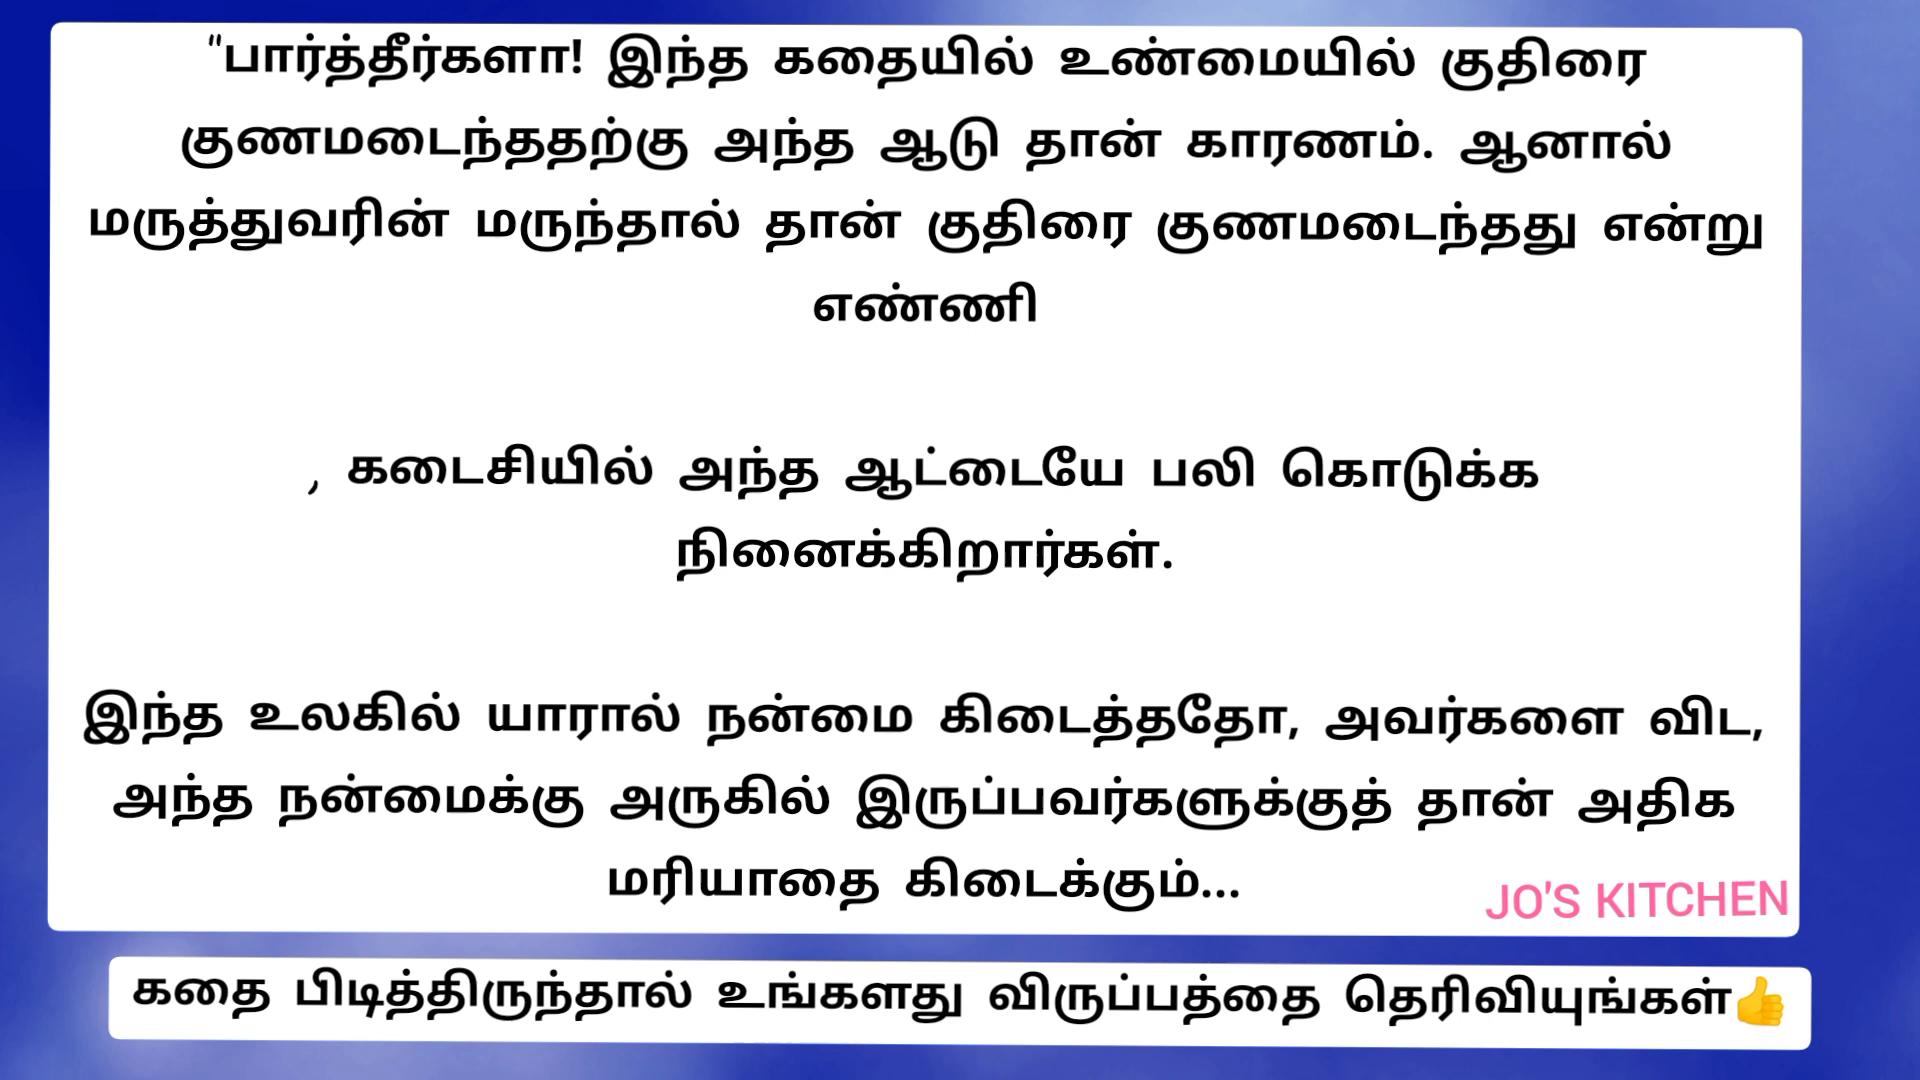 "பார்த்தீர்களா! இந்த கதையில் உண்மையில் குதிரை
குணமடைந்ததற்கு அந்த ஆடு தான் காரணம். ஆனால்
மருத்துவரின் மருந்தால் தான் குதிரை குணமடைந்தது என்று
எண்ணி
, கடைசியில் அந்த ஆட்டையே பலி கொடுக்க
நினைக்கிறார்கள்.
இந்த உலகில் யாரால் நன்மை கிடைத்ததோ, அவர்களை விட,
அந்த நன்மைக்கு அருகில் இருப்பவர்களுக்குத் தான் அதிக
மரியாதை கிடைக்கும்...
JO'S KITCHEN
கதை பிடித்திருந்தால் உங்களது விருப்பத்தை தெரிவியுங்கள்👍